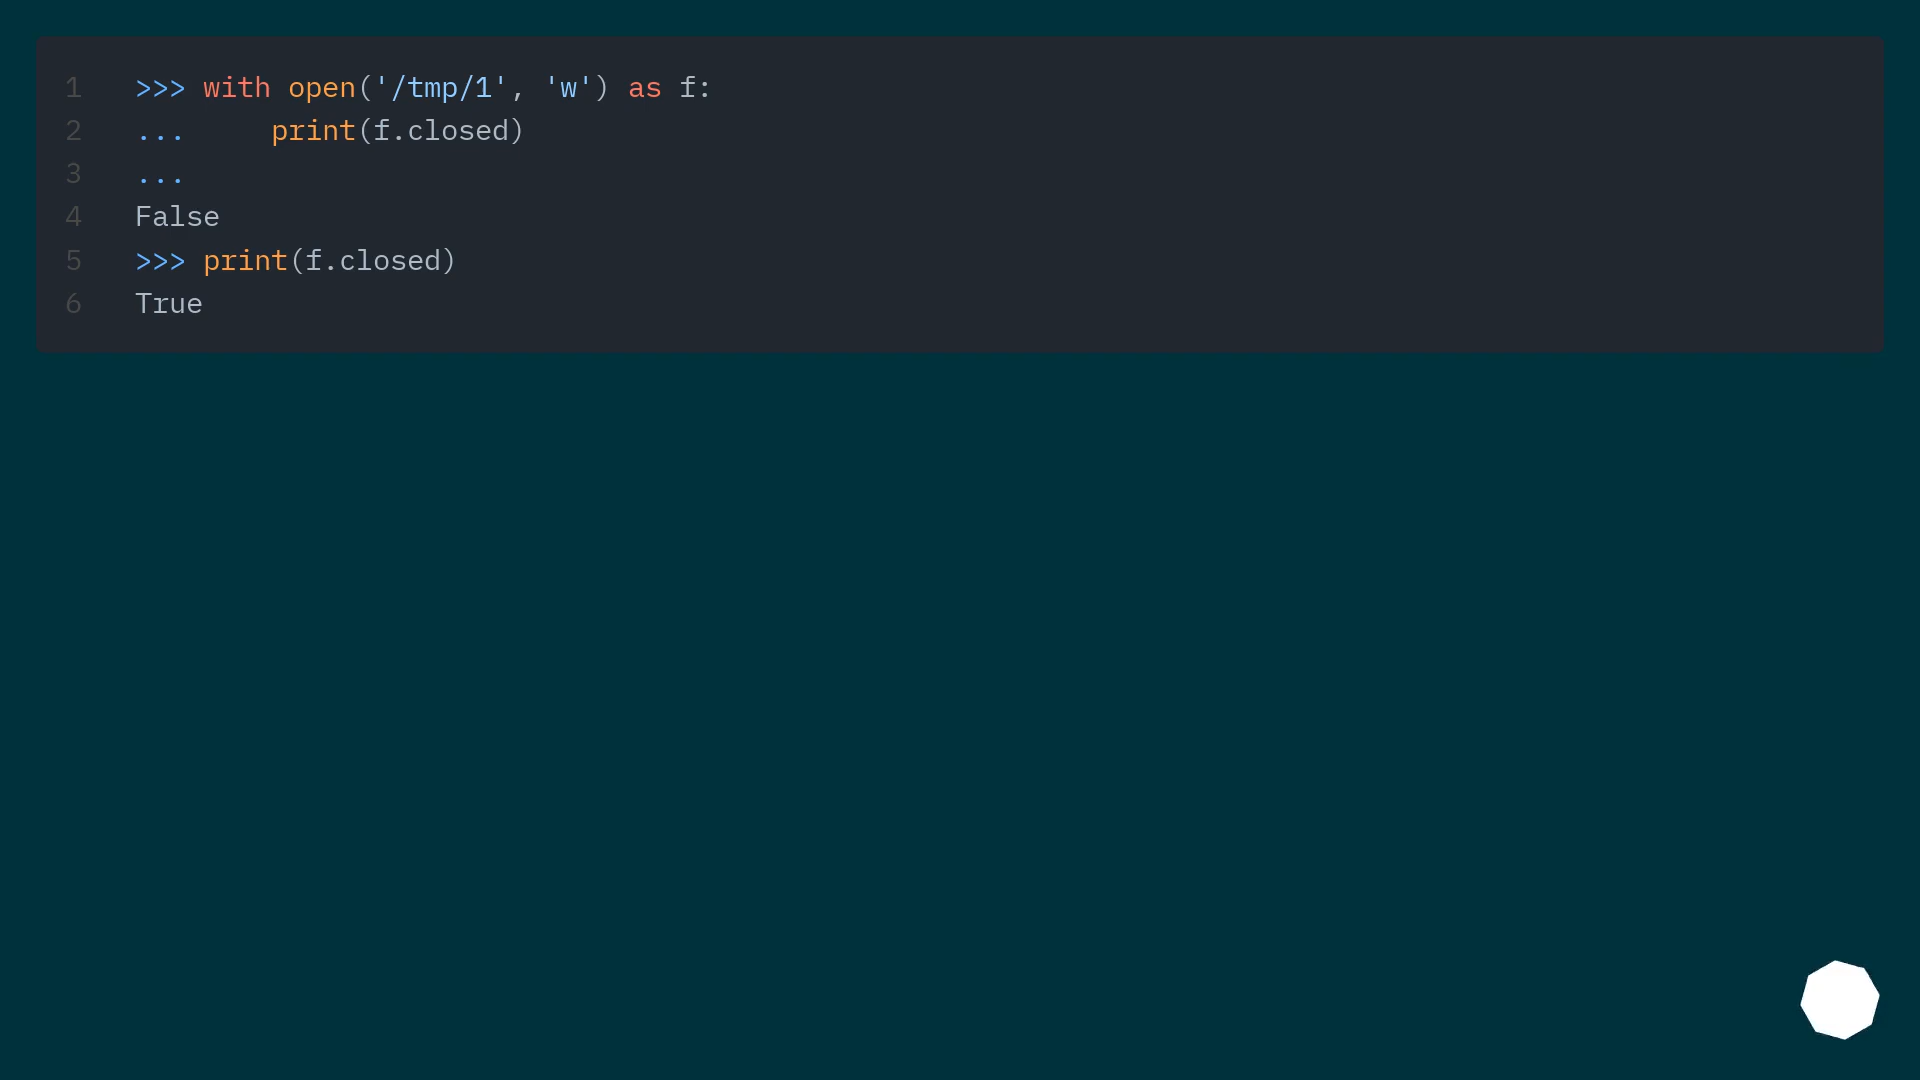 1 >>> with open('/tmp/1', 'w') as f:
2 ...     print(f.closed)
3 ...
4 False
5 >>> print(f.closed)
6 True